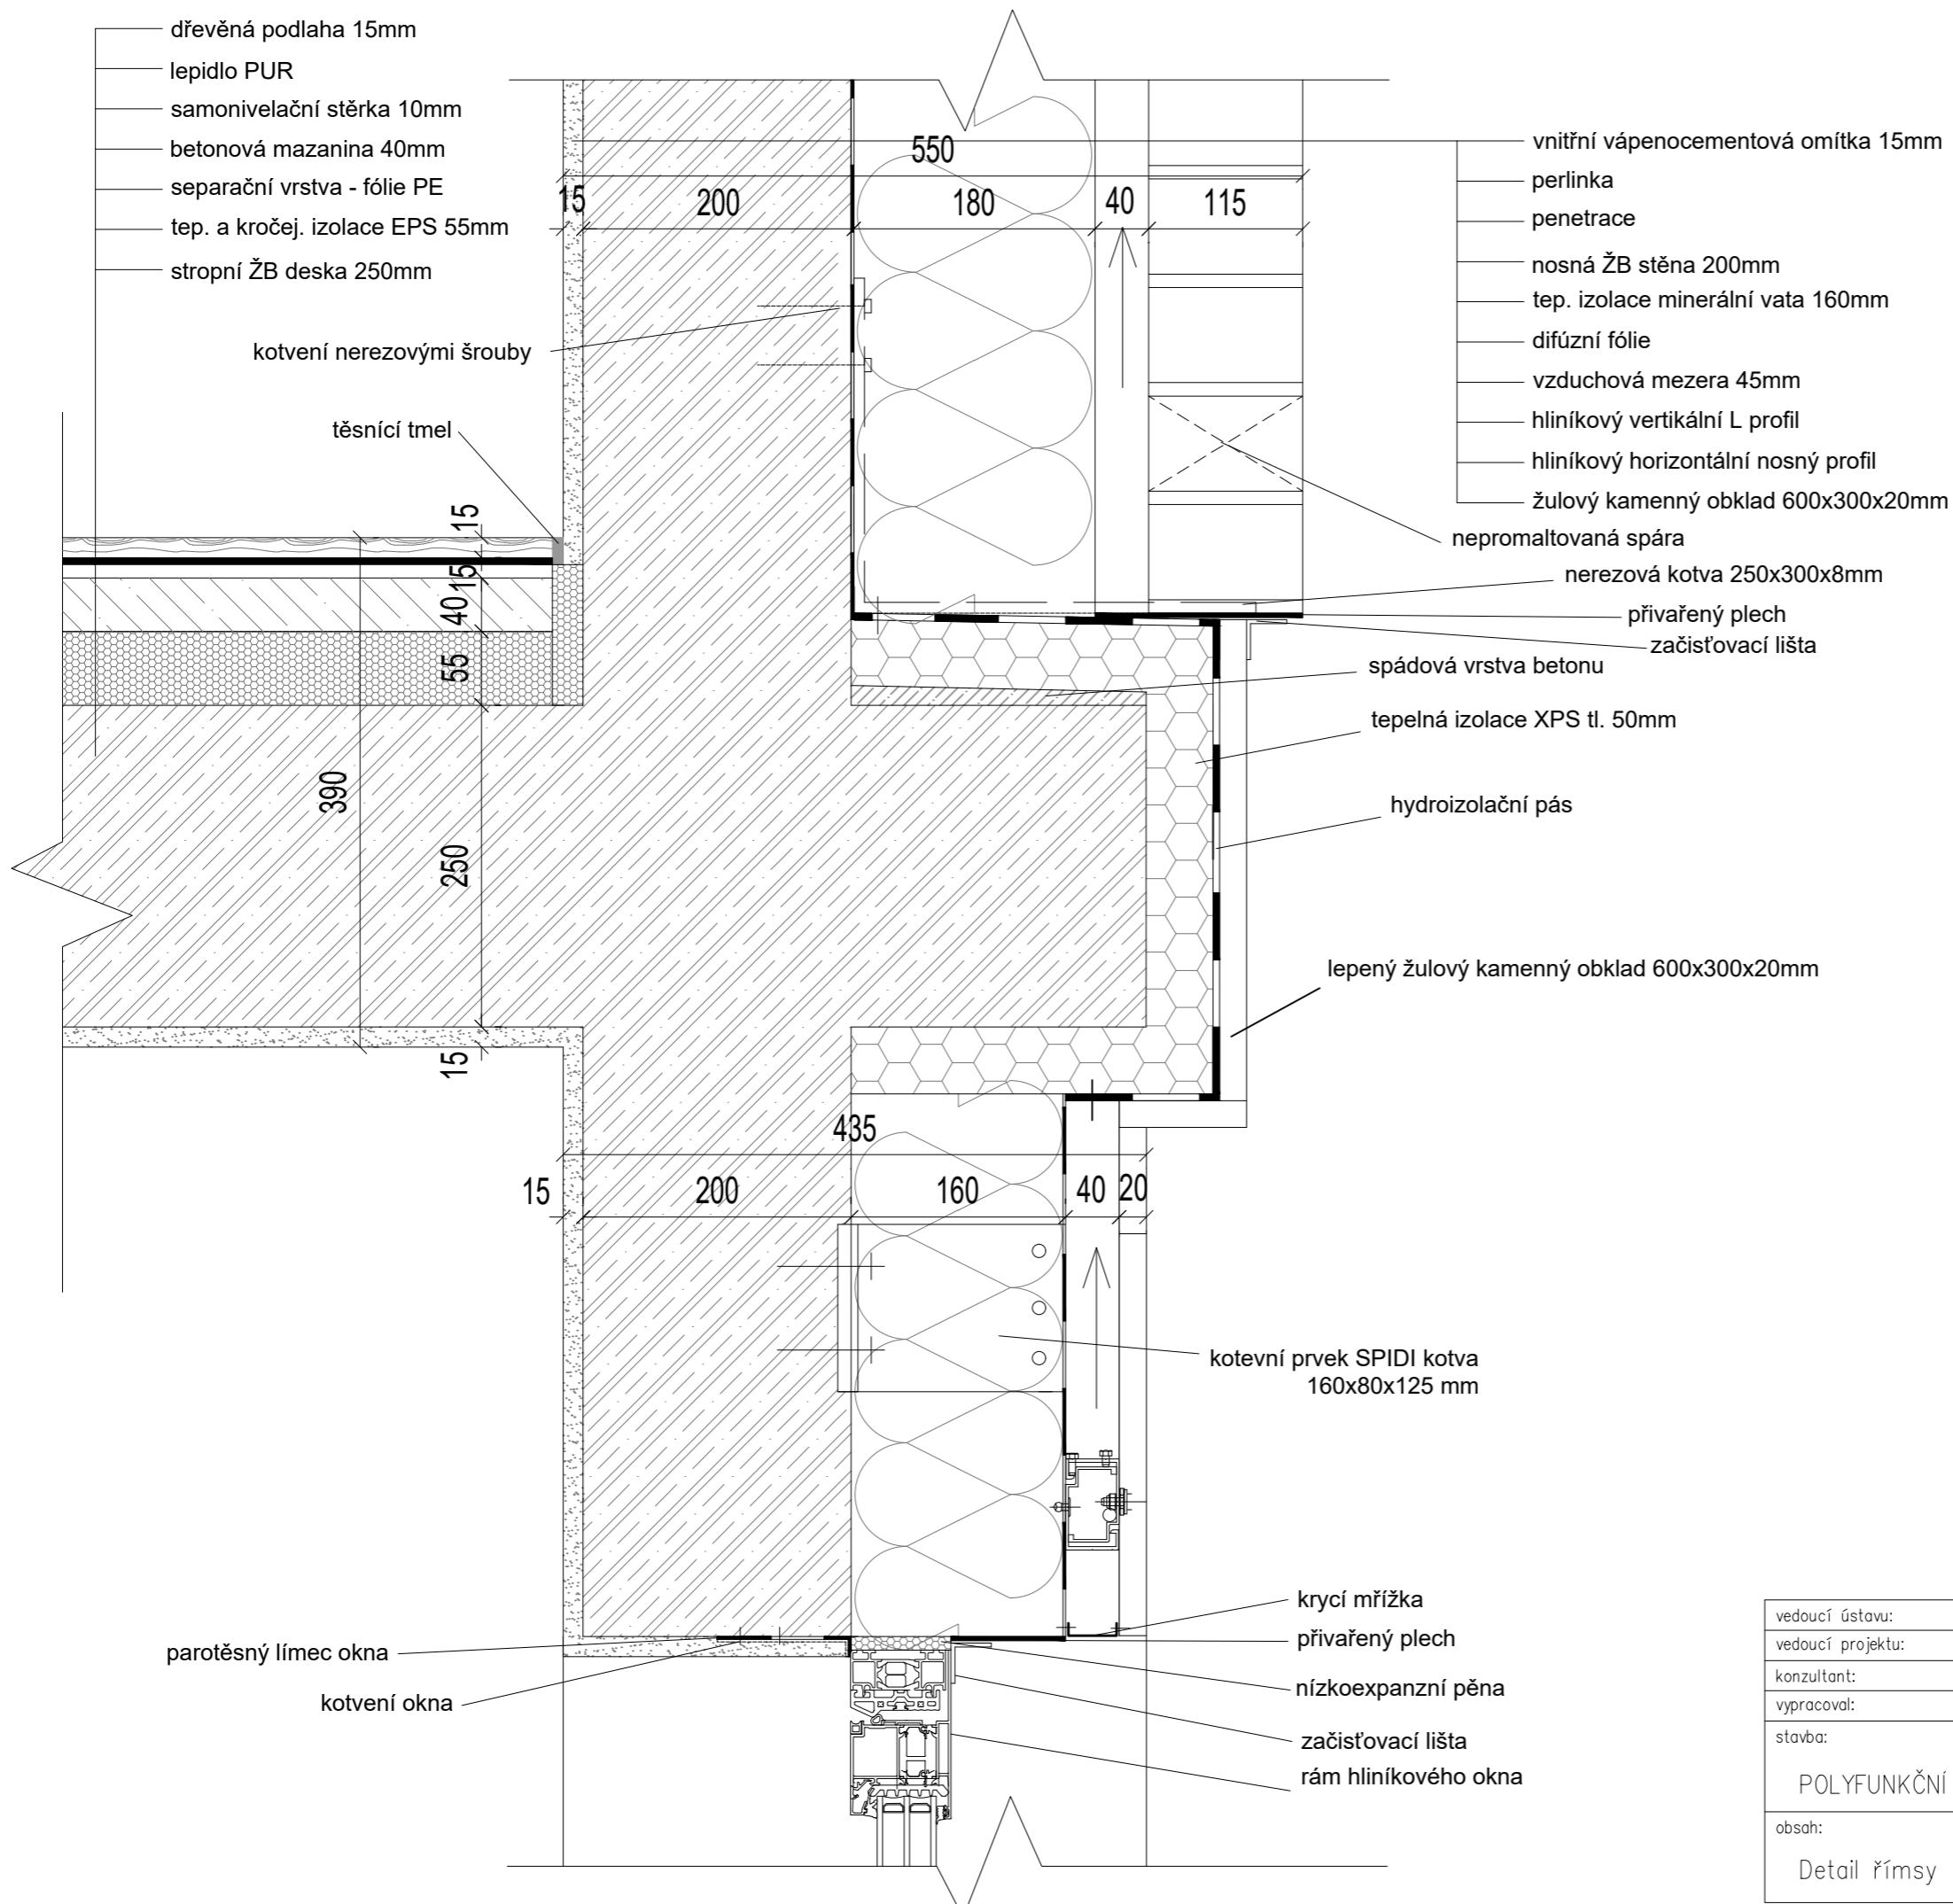 dřevěná podlaha 15mm
lepidlo PUR
samonivelační stěrka 10mm
betonová mazanina 40mm
separační vrstva - fólie PE
tep. a kročej. izolace EPS 55mm
stropní ŽB deska 250mm
vnitřní vápenocementová omítka 15mm
perlinka
penetrace
nosná ŽB stěna 200mm
tep. izolace minerální vata 160mm
difúzní fólie
vzduchová mezera 45mm
hliníkový vertikální L profil
hliníkový horizontální nosný profil
žulový kamenný obklad 600x300x20mm
550
15 200 180 40 115
kotvení nerezovými šrouby
těsnící tmel
nepromaltovaná spára
nerezová kotva 250x300x8mm
přivařený plech
začisťovací lišta
spádová vrstva betonu
tepelná izolace XPS tl. 50mm
hydroizolační pás
lepený žulový kamenný obklad 600x300x20mm
15
15
40
55
390
250
15
435
15 200 160 40 20
kotevní prvek SPIDI kotva
160x80x125 mm
krycí mřížka
přivařený plech
nízkoexpanzní pěna
začisťovací lišta
rám hliníkového okna
parotěsný límec okna
kotvení okna
vedoucí ústavu:
vedoucí projektu:
konzultant:
vypracoval:
stavba:
POLYFUNKČNÍ
obsah:
Detail římsy